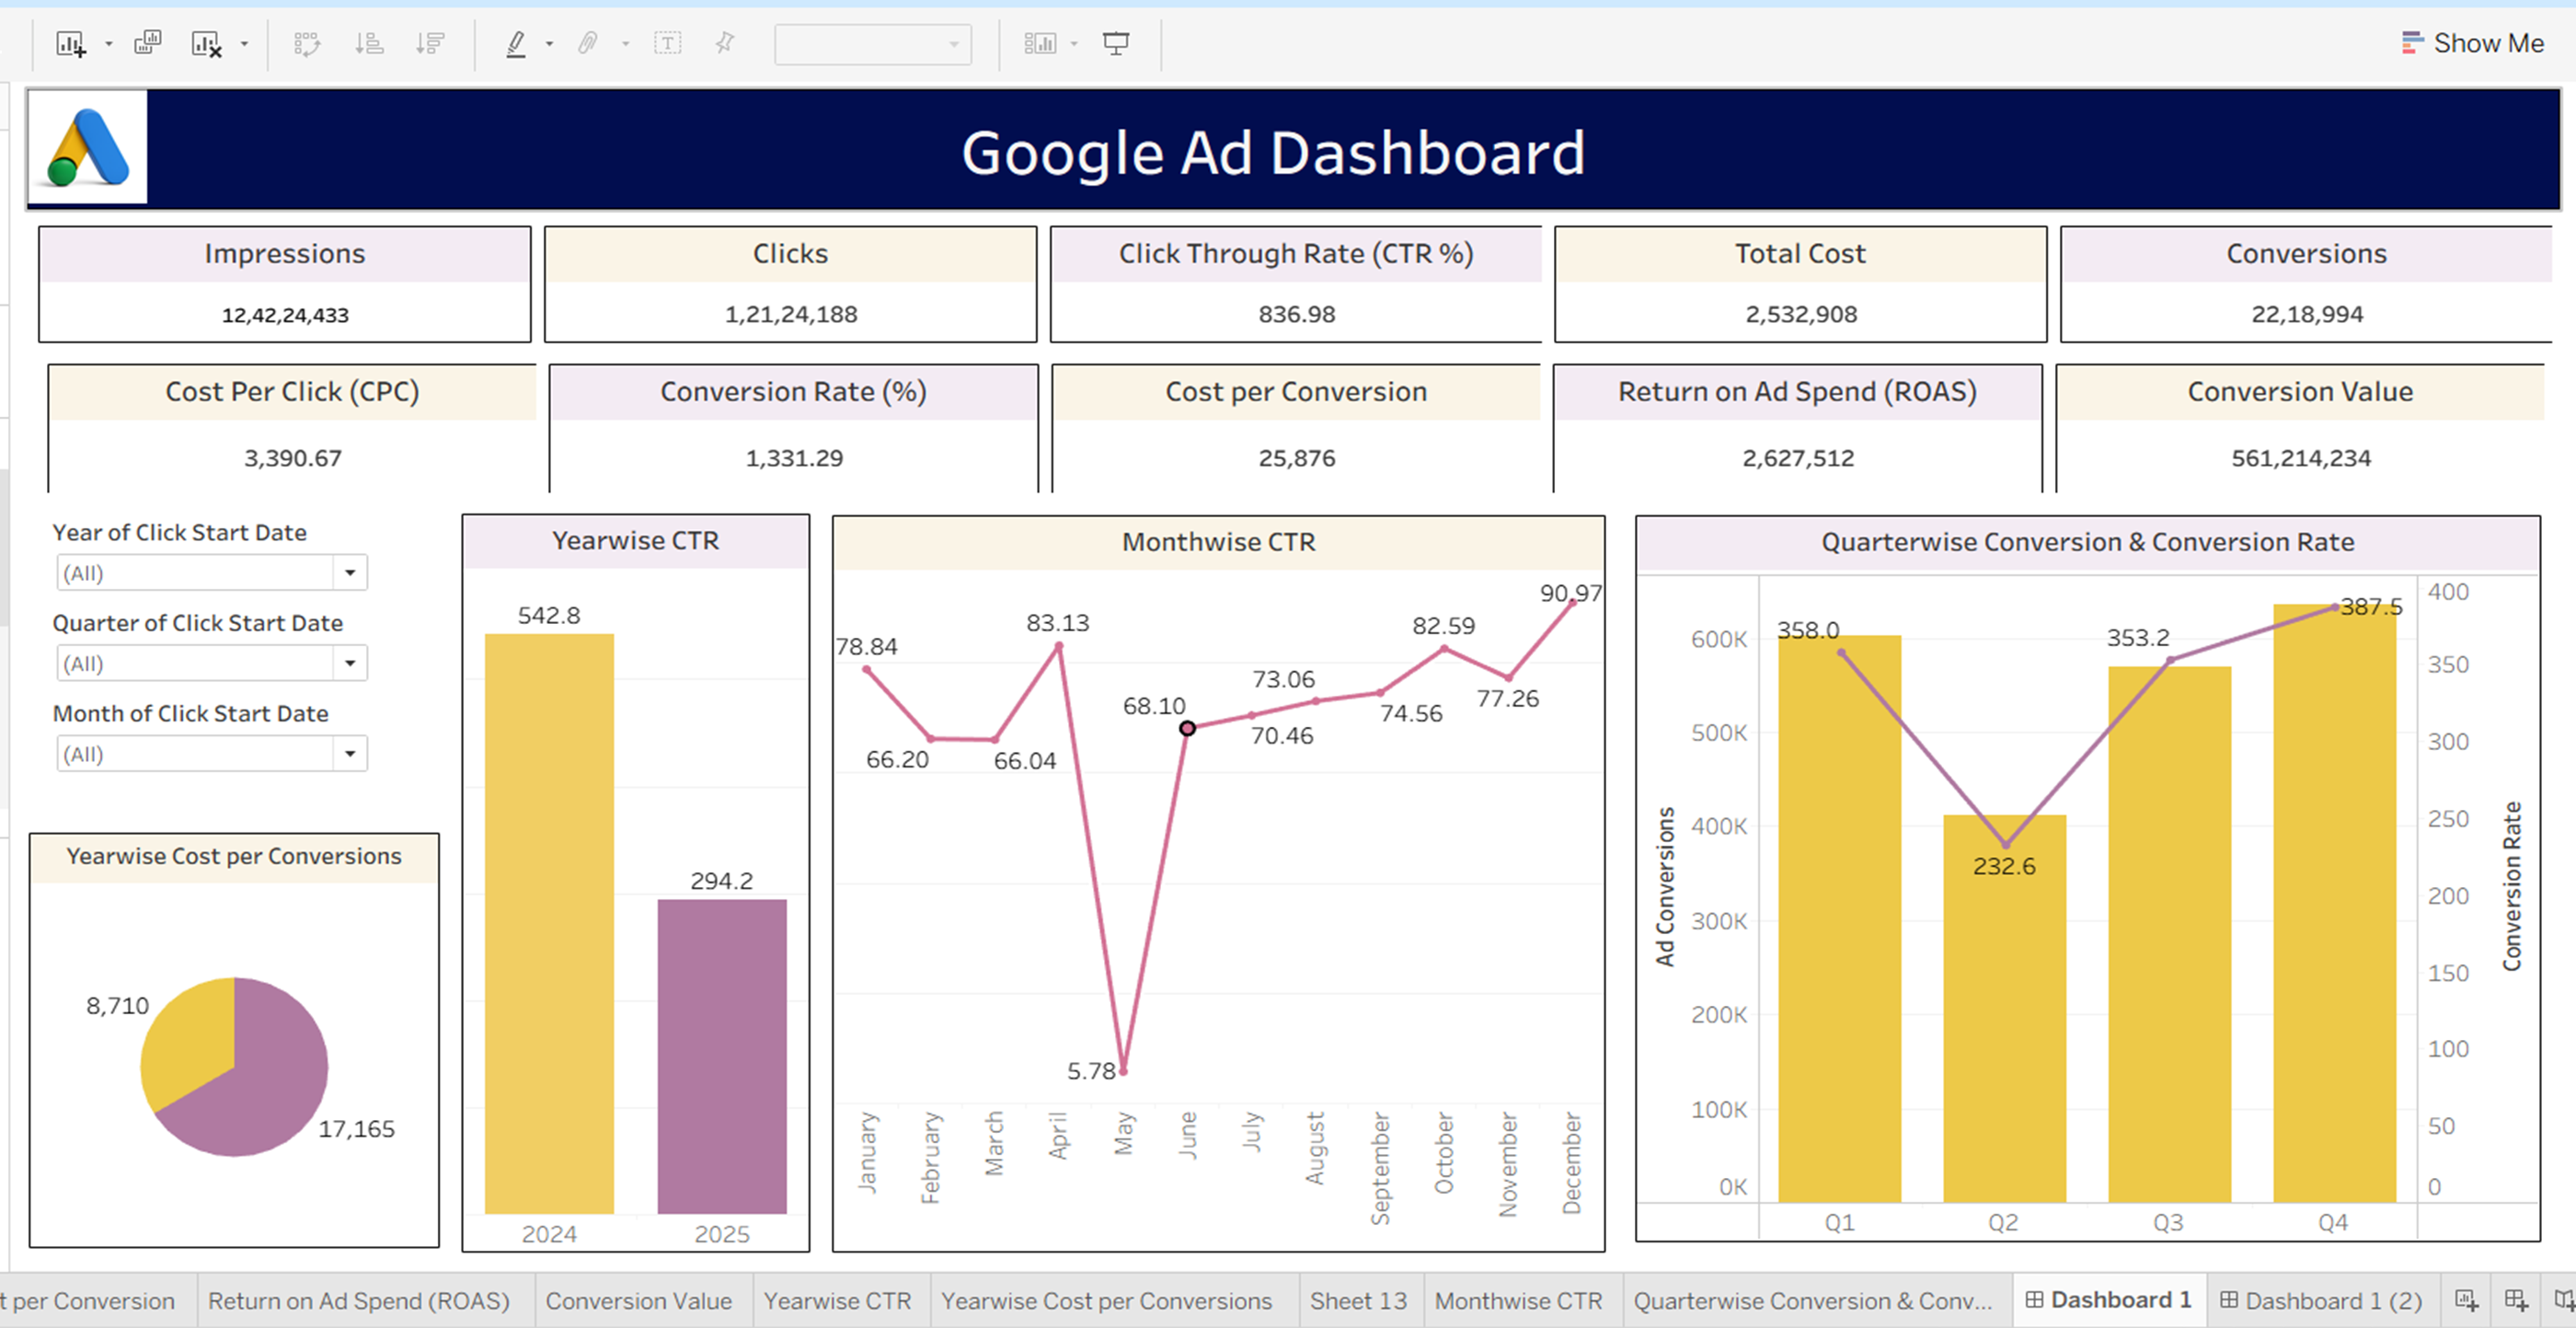 Show Me
Google Ad Dashboard
Impressions
12,42,24,433
Clicks
1,21,24,188
Click Through Rate (CTR %)
836.98
Total Cost
2,532,908
Conversions
22,18,994
Cost Per Click (CPC)
3,390.67
Conversion Rate (%)
1,331.29
Cost per Conversion
25,876
Return on Ad Spend (ROAS)
2,627,512
Conversion Value
561,214,234
Year of Click Start Date
(All)
Quarter of Click Start Date
(All)
Month of Click Start Date
(All)
Yearwise Cost per Conversions
8,710
17,165
Yearwise CTR
542.8
294.2
2024
2025
Monthwise CTR
78.84
66.20
66.04
83.13
5.78
68.10
70.46
73.06
74.56
82.59
77.26
90.97
January
February
March
April
May
June
July
August
September
October
November
December
Quarterwise Conversion & Conversion Rate
Ad Conversions
600K
500K
400K
300K
200K
100K
0K
358.0
232.6
353.2
387.5
400
350
300
250
200
150
100
50
0
Conversion Rate
Q1
Q2
Q3
Q4
t per Conversion
Return on Ad Spend (ROAS)
Conversion Value
Yearwise CTR
Yearwise Cost per Conversions
Sheet 13
Monthwise CTR
Quarterwise Conversion & Conv...
Dashboard 1
Dashboard 1 (2)